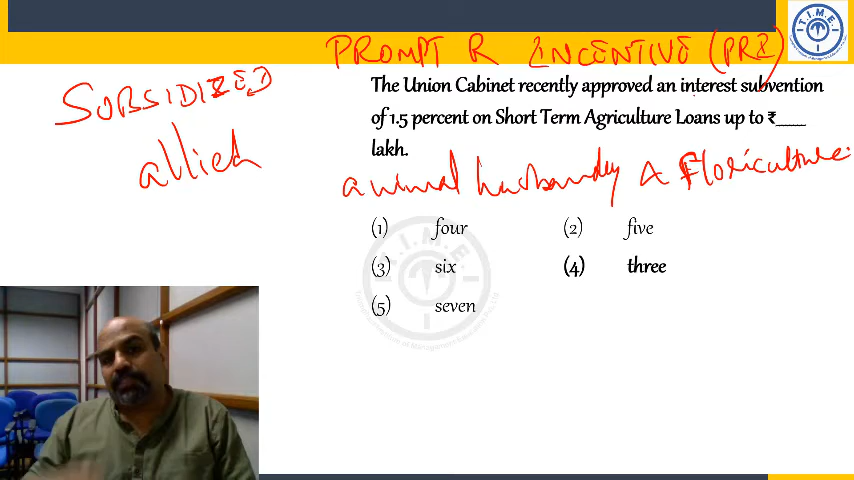 T.I.M.E.
PROMPT R INCENTIVE (PRI)
SUBSIDIZED
allied
The Union Cabinet recently approved an interest subvention
of 1.5 percent on Short Term Agriculture Loans up to ₹_____
lakh.
animal husbandry & Floriculture
(1) four (2) five
(3) six (4) three
(5) seven
T.I.M.E.